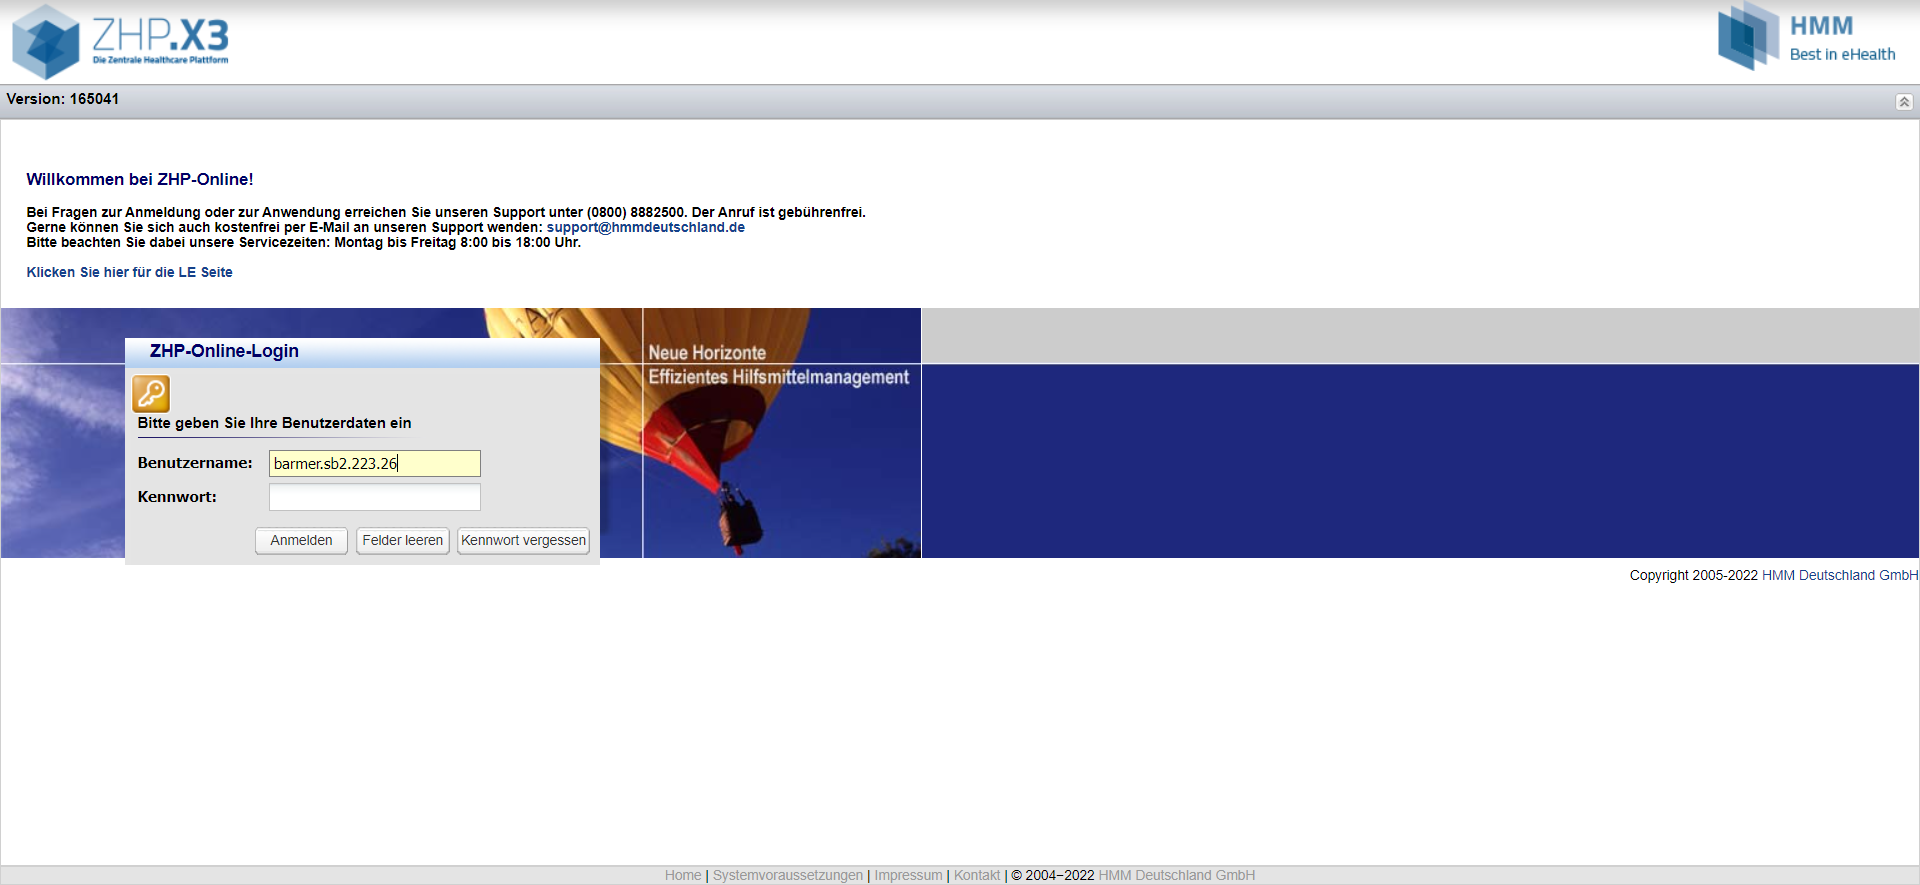 ZHP.X3
Die Zentrale Healthcare Plattform
HMM
Best in eHealth
Version: 165041
Willkommen bei ZHP-Online!
Bei Fragen zur Anmeldung oder zur Anwendung erreichen Sie unseren Support unter (0800) 8882500. Der Anruf ist gebührenfrei.
Gerne können Sie sich auch kostenfrei per E-Mail an unseren Support wenden: support@hmmdeutschland.de
Bitte beachten Sie dabei unsere Servicezeiten: Montag bis Freitag 8:00 bis 18:00 Uhr.
Klicken Sie hier für die LE Seite
ZHP-Online-Login
Neue Horizonte
Effizientes Hilfsmittelmanagement
Bitte geben Sie Ihre Benutzerdaten ein
Benutzername: barmer.sb2.223.26
Kennwort:
Anmelden Felder leeren Kennwort vergessen
Copyright 2005-2022 HMM Deutschland GmbH
Home | Systemvoraussetzungen | Impressum | Kontakt | © 2004–2022 HMM Deutschland GmbH